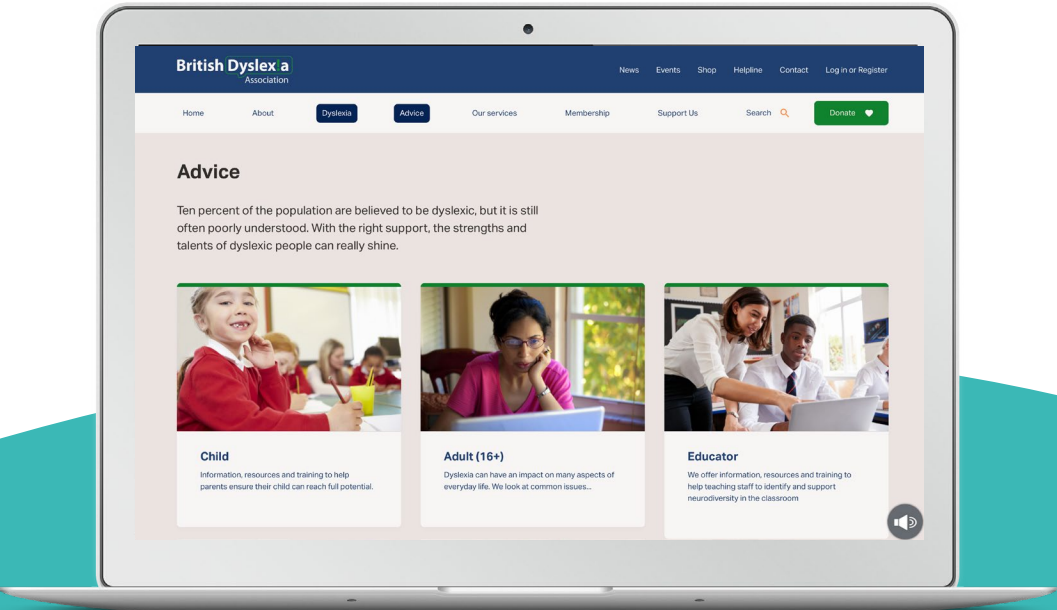 British Dyslexia
Association
News Events Shop Helpline Contact Log in or Register
Home About Dyslexia Advice Our services Membership Support Us Search Donate
Advice
Ten percent of the population are believed to be dyslexic, but it is still
often poorly understood. With the right support, the strengths and
talents of dyslexic people can really shine.
Child
Information, resources and training to help
parents ensure their child can reach full potential.
Adult (16+)
Dyslexia can have an impact on many aspects of
everyday life. We look at common issues...
Educator
We offer information, resources and training to
help teaching staff to identify and support
neurodiversity in the classroom